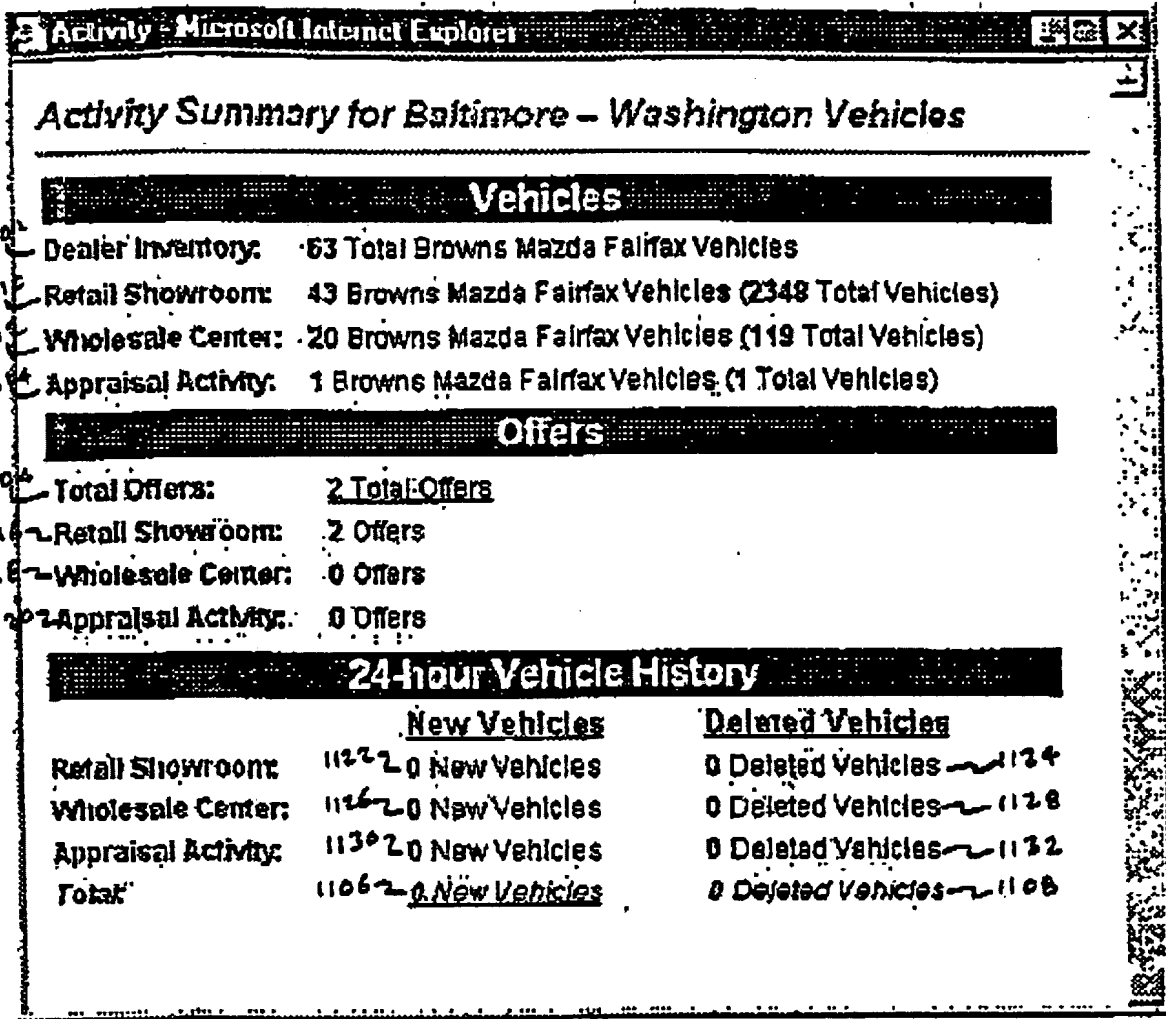 Activity - Microsoft Internet Explorer
Activity Summary for Baltimore – Washington Vehicles
Vehicles
Dealer Inventory: 63 Total Browns Mazda Fairfax Vehicles
Retail Showroom: 43 Browns Mazda Fairfax Vehicles (2348 Total Vehicles)
Wholesale Center: 20 Browns Mazda Fairfax Vehicles (119 Total Vehicles)
Appraisal Activity: 1 Browns Mazda Fairfax Vehicles (1 Total Vehicles)
Offers
Total Offers: 2 Total Offers
Retail Showroom: 2 Offers
Wholesale Center: 0 Offers
Appraisal Activity: 0 Offers
24-hour Vehicle History
New Vehicles Deleted Vehicles
Retail Showroom: 1122 0 New Vehicles 0 Deleted Vehicles 1124
Wholesale Center: 1126 0 New Vehicles 0 Deleted Vehicles 1128
Appraisal Activity: 1130 0 New Vehicles 0 Deleted Vehicles 1132
Total: 1106 0 New Vehicles 0 Deleted Vehicles 1108